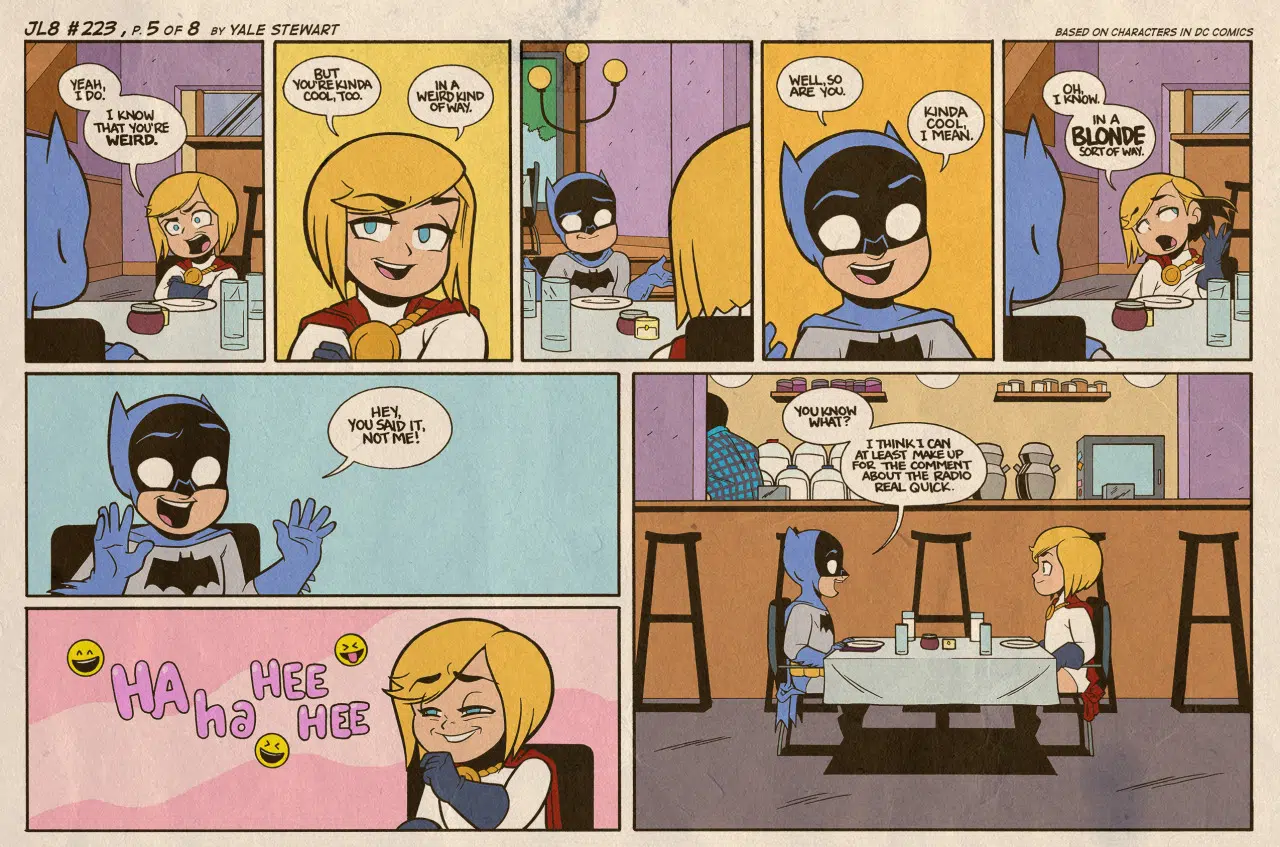 JL8 #223, P. 5 OF 8 BY YALE STEWART
BASED ON CHARACTERS IN DC COMICS
YEAH,
I DO.
I KNOW
THAT YOU'RE
WEIRD.
BUT
YOU'RE KINDA
COOL, TOO.
IN A
WEIRD KIND
OF WAY.
WELL, SO
ARE YOU.
KINDA
COOL,
I MEAN.
OH,
I KNOW.
IN A
BLONDE
SORT OF WAY.
HEY,
YOU SAID IT,
NOT ME!
HA
ha
HEE
HEE
YOU KNOW
WHAT?
I THINK I CAN
AT LEAST MAKE UP
FOR THE COMMENT
ABOUT THE RADIO
REAL QUICK.